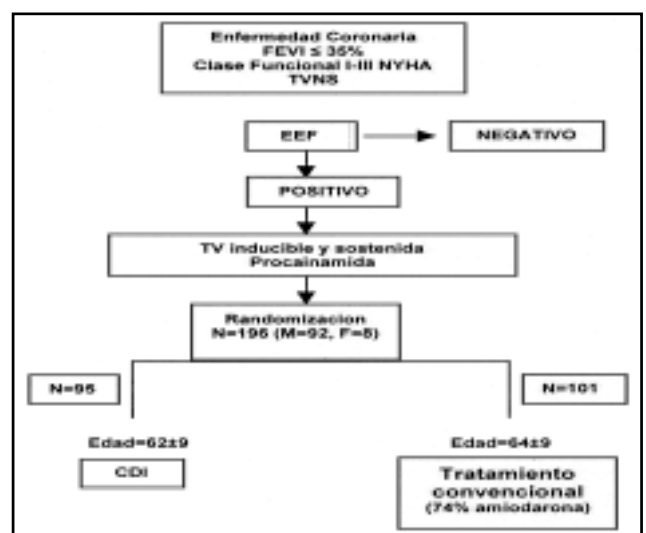 Enfermedad Coronaria
FEVI ≤ 35%
Clase Funcional I-III NYHA
TVNS
EEF
NEGATIVO
POSITIVO
TV inducible y sostenida
Procainamida
Randomizacion
N=196 (M=92, F=8)
N=95
N=101
Edad=62±9
Edad=64±9
CDI
Tratamiento
convencional
(74% amiodarona)